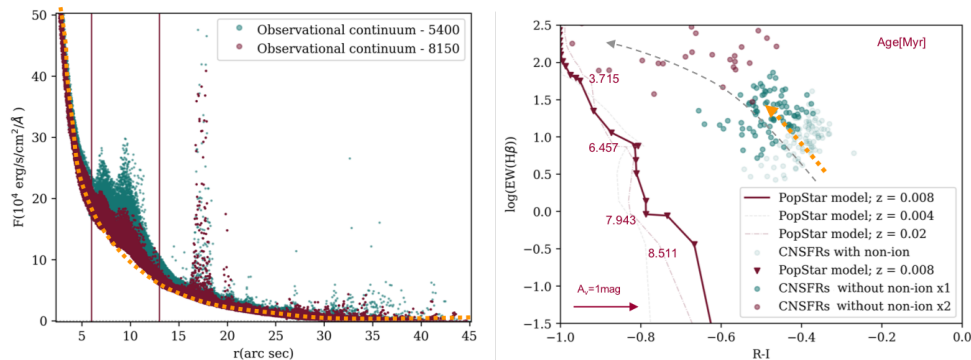 50
40
30
20
10
0
F(10⁴ erg/s/cm²/Å)
5
10
15
20
25
30
35
40
45
r(arc sec)
Observational continuum - 5400
Observational continuum - 8150
2.5
2.0
1.5
1.0
0.5
0.0
-0.5
-1.0
-1.5
log(EW(Hβ))
-1.0
-0.8
-0.6
-0.4
-0.2
0.0
R-I
Age[Myr]
3.715
6.457
7.943
8.511
Aᵥ=1mag
PopStar model; z = 0.008
PopStar model; z = 0.004
PopStar model; z = 0.02
CNSFRs with non-ion
PopStar model; z = 0.008
CNSFRs without non-ion x1
CNSFRs without non-ion x2